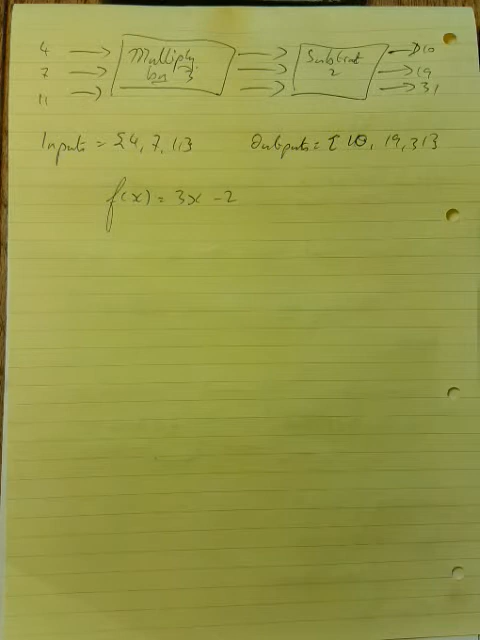 4 → Multiply by 3 → Subtract 2 → 10
7 → → → 19
11 → → → 31
Inputs = {4, 7, 11} Outputs = {10, 19, 31}
f(x) = 3x - 2